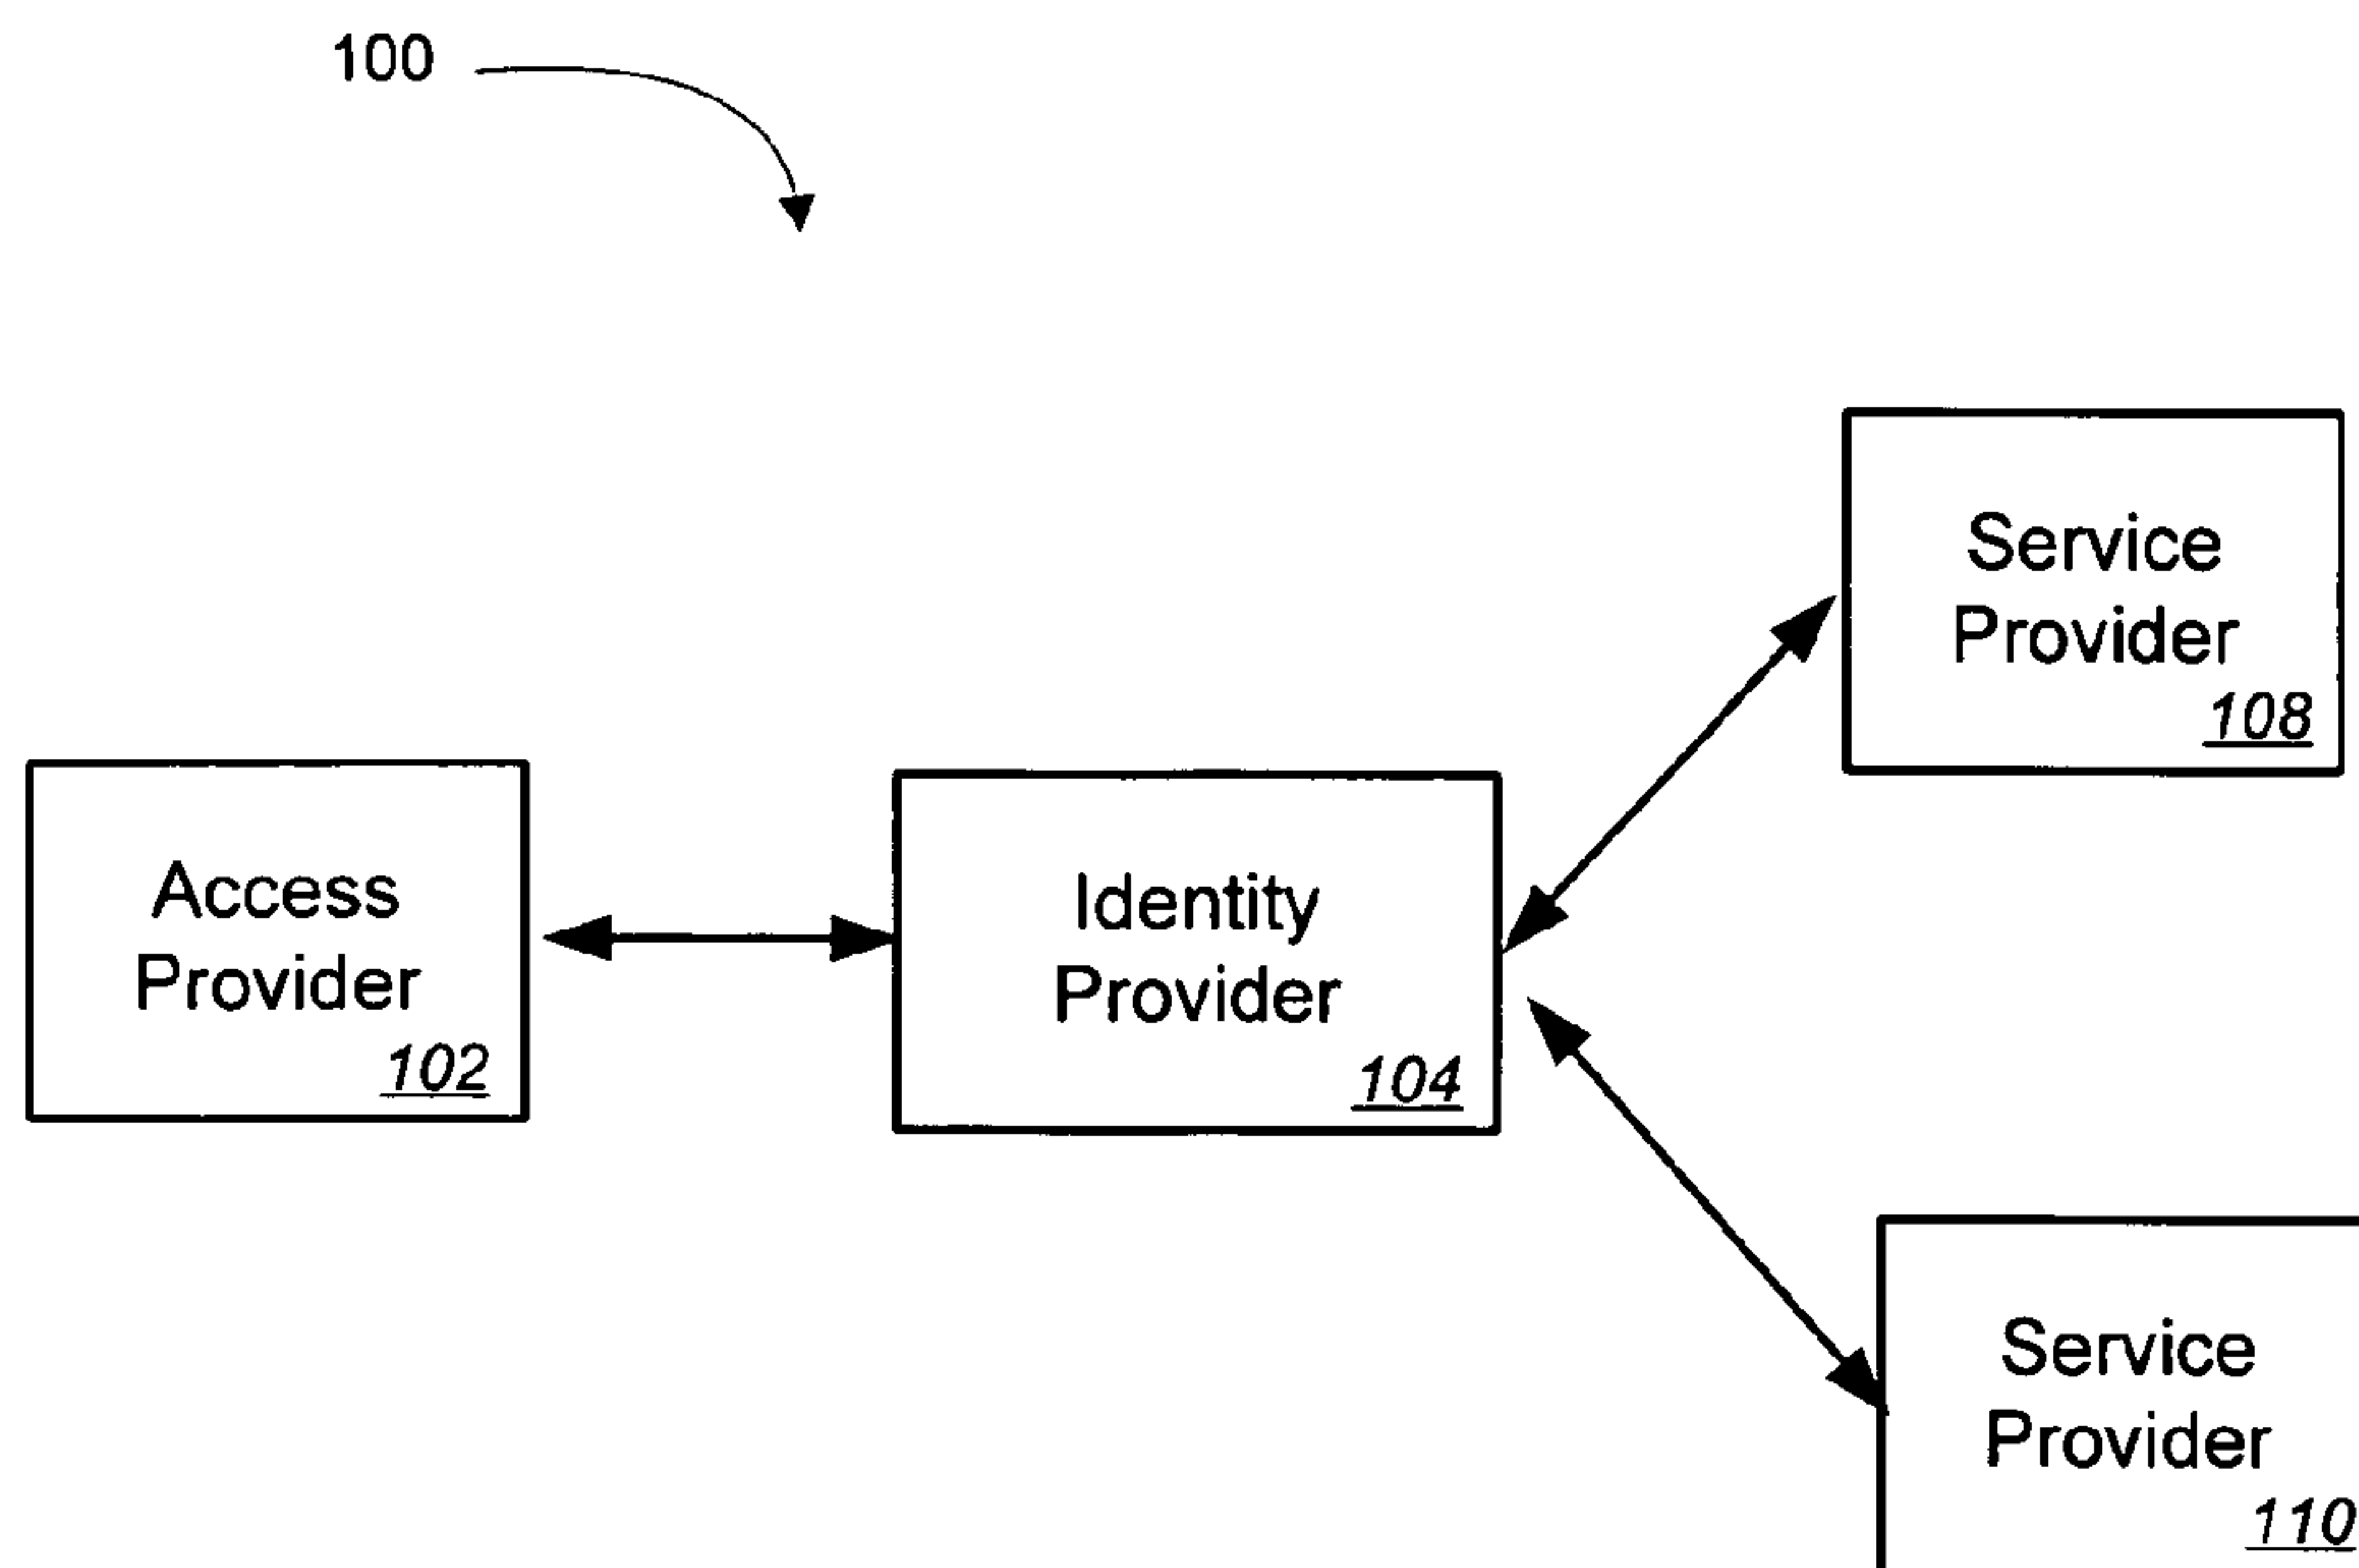 100
Service
Provider
108
Access
Provider
102
Identity
Provider
104
Service
Provider
110